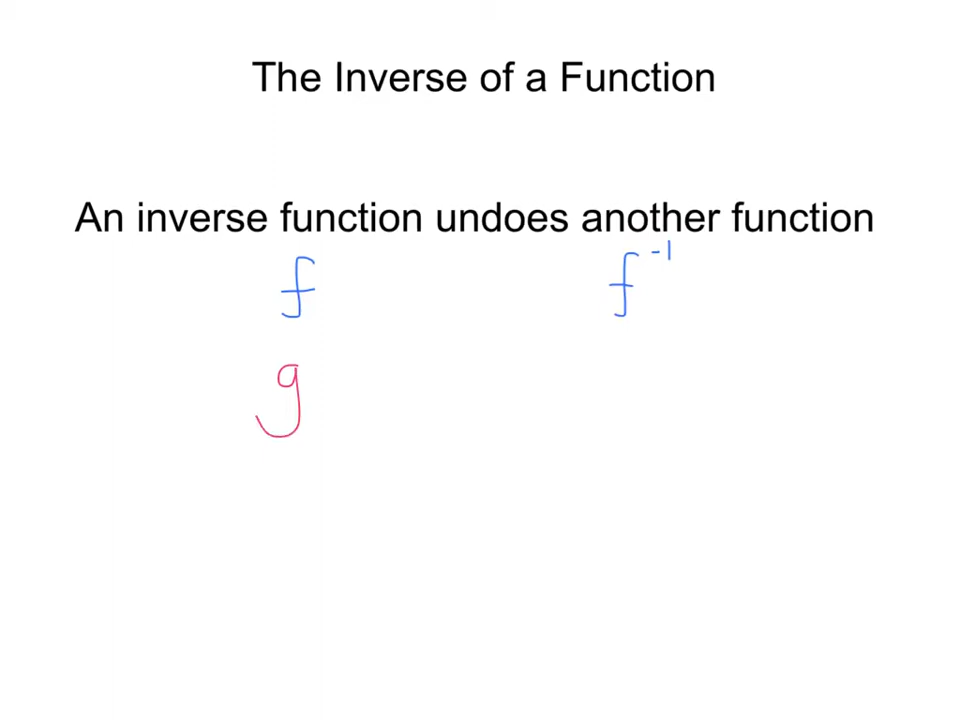 The Inverse of a Function
An inverse function undoes another function
f f⁻¹
g